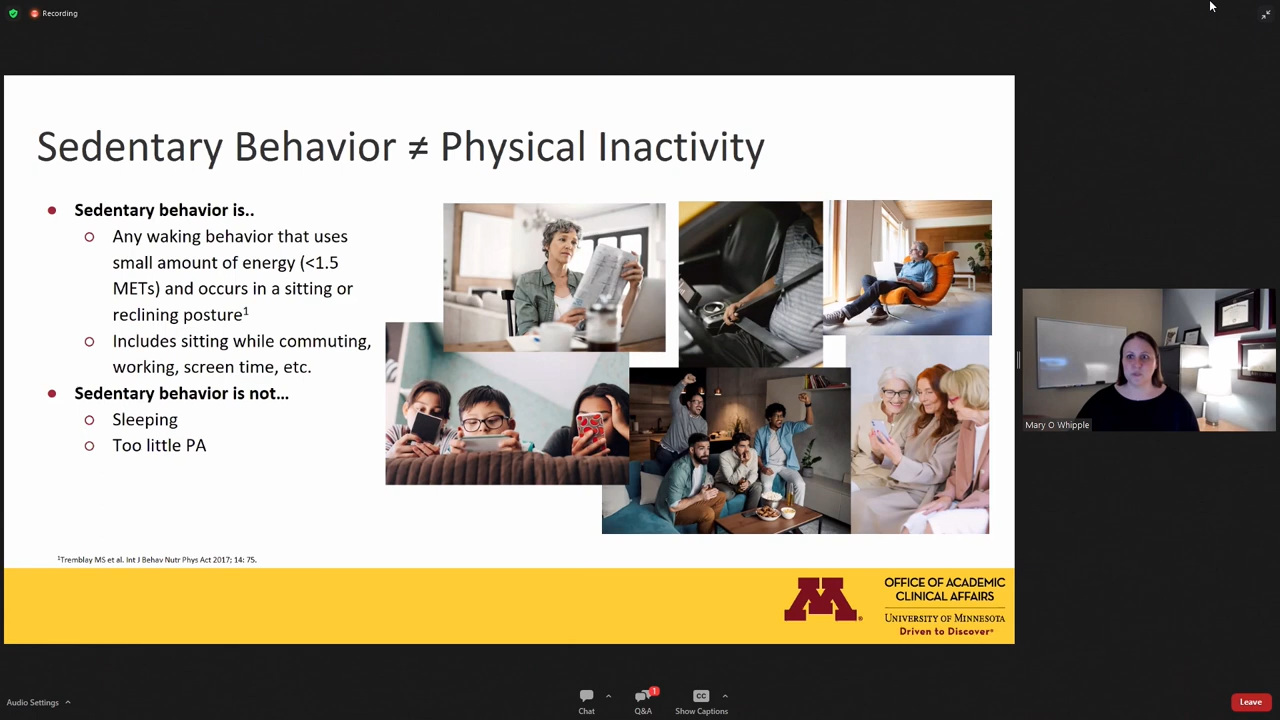 Recording
Sedentary Behavior ≠ Physical Inactivity
Sedentary behavior is..
Any waking behavior that uses
small amount of energy (<1.5
METs) and occurs in a sitting or
reclining posture¹
Includes sitting while commuting,
working, screen time, etc.
Sedentary behavior is not…
Sleeping
Too little PA
¹Tremblay MS et al. Int J Behav Nutr Phys Act 2017; 14: 75.
M®
OFFICE OF ACADEMIC
CLINICAL AFFAIRS
UNIVERSITY OF MINNESOTA
Driven to Discover®
Mary O Whipple
Audio Settings
Chat
1
Q&A
CC
Show Captions
Leave